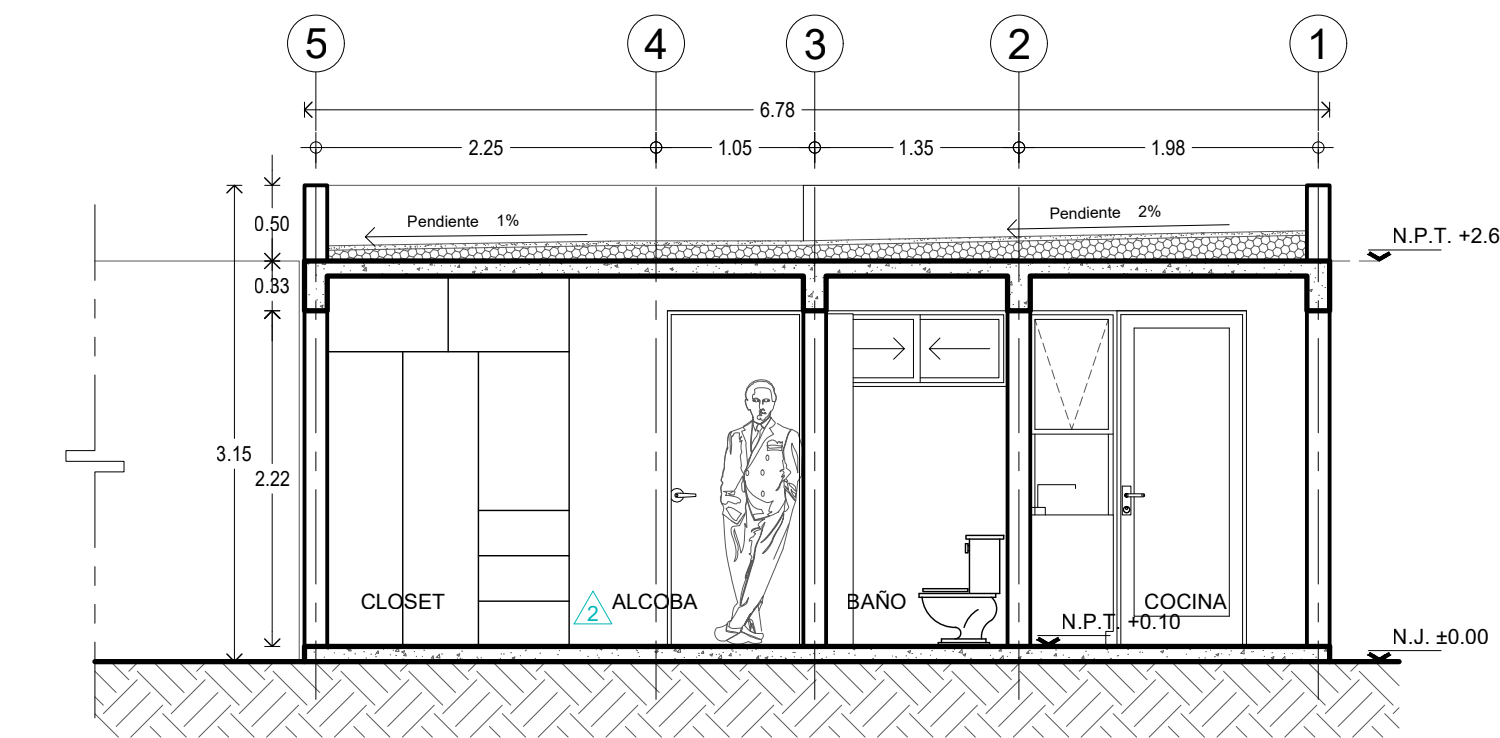 5 4 3 2 1
6.78
2.25 1.05 1.35 1.98
0.50
Pendiente 1%
Pendiente 2%
N.P.T. +2.6
0.33
3.15
2.22
CLOSET
2
ALCOBA
BAÑO
COCINA
N.P.T. +0.10
N.J. ±0.00